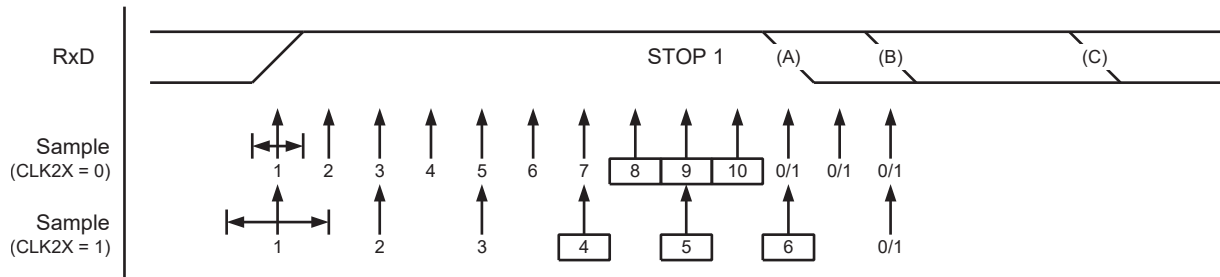 RxD STOP 1 (A) (B) (C)
Sample
(CLK2X = 0) 1 2 3 4 5 6 7 8 9 10 0/1 0/1 0/1
Sample
(CLK2X = 1) 1 2 3 4 5 6 0/1